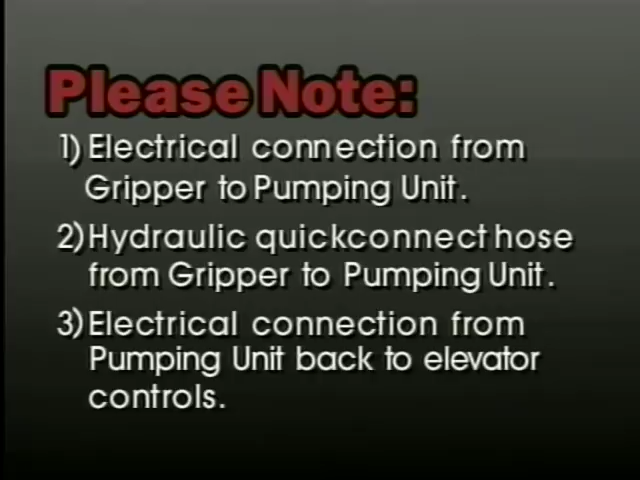 Please Note:
1) Electrical connection from
Gripper to Pumping Unit.
2) Hydraulic quickconnect hose
from Gripper to Pumping Unit.
3) Electrical connection from
Pumping Unit back to elevator
controls.